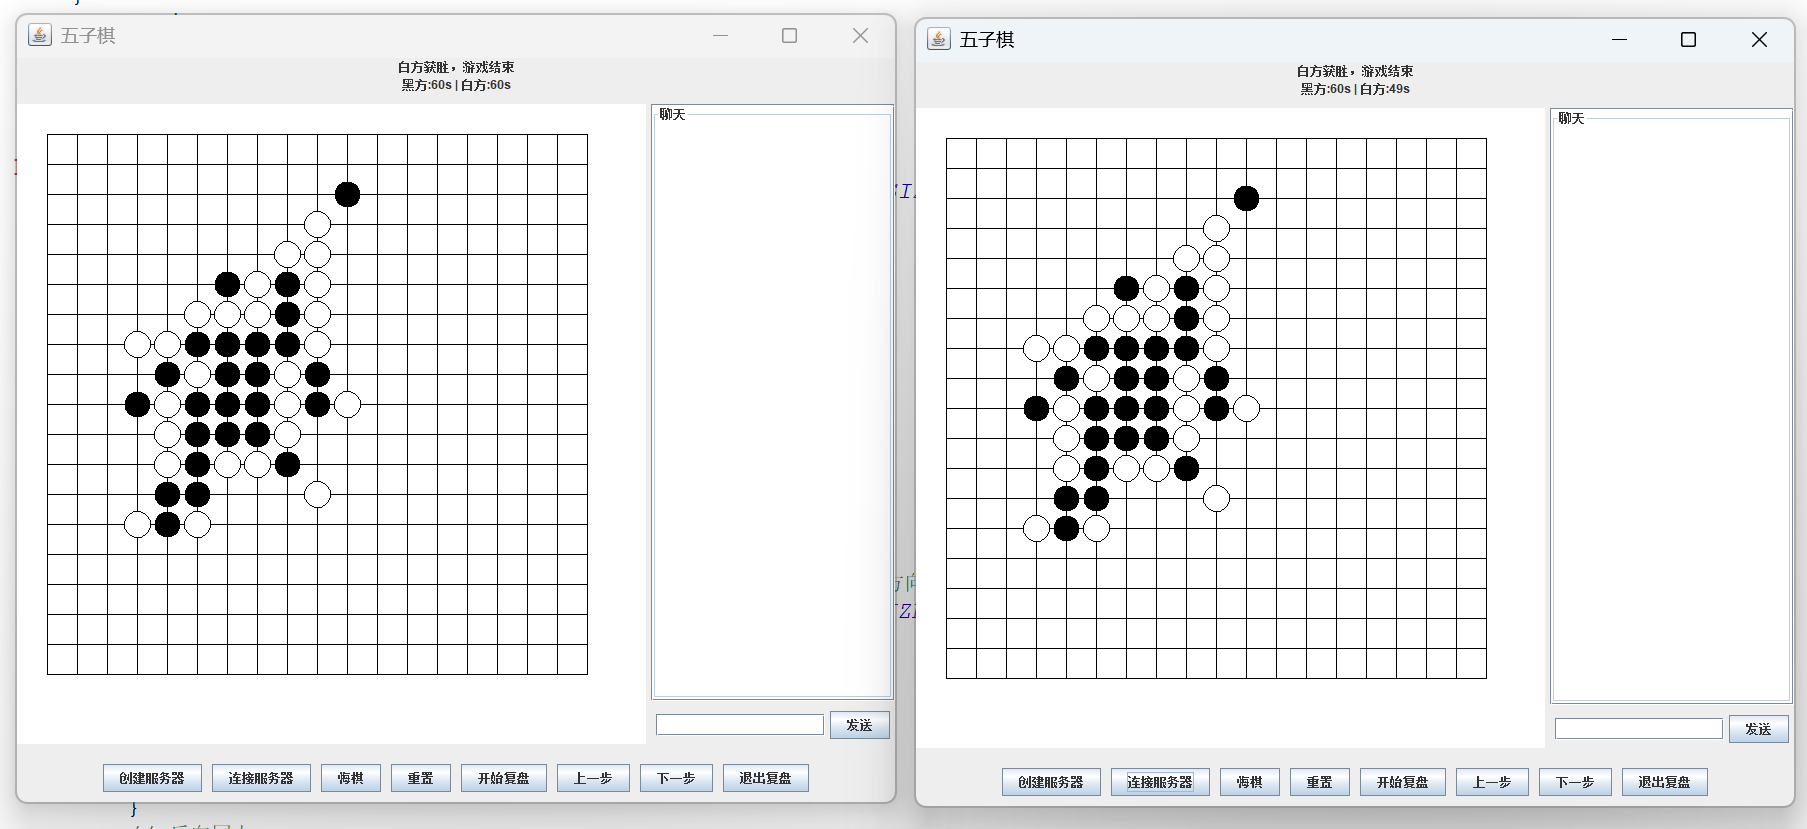 }
五子棋
白方获胜，游戏结束
黑方:60s | 白方:60s
聊天
发送
创建服务器 连接服务器 悔棋 重置 开始复盘 上一步 下一步 退出复盘
}
五子棋
白方获胜，游戏结束
黑方:60s | 白方:49s
聊天
发送
创建服务器 连接服务器 悔棋 重置 开始复盘 上一步 下一步 退出复盘